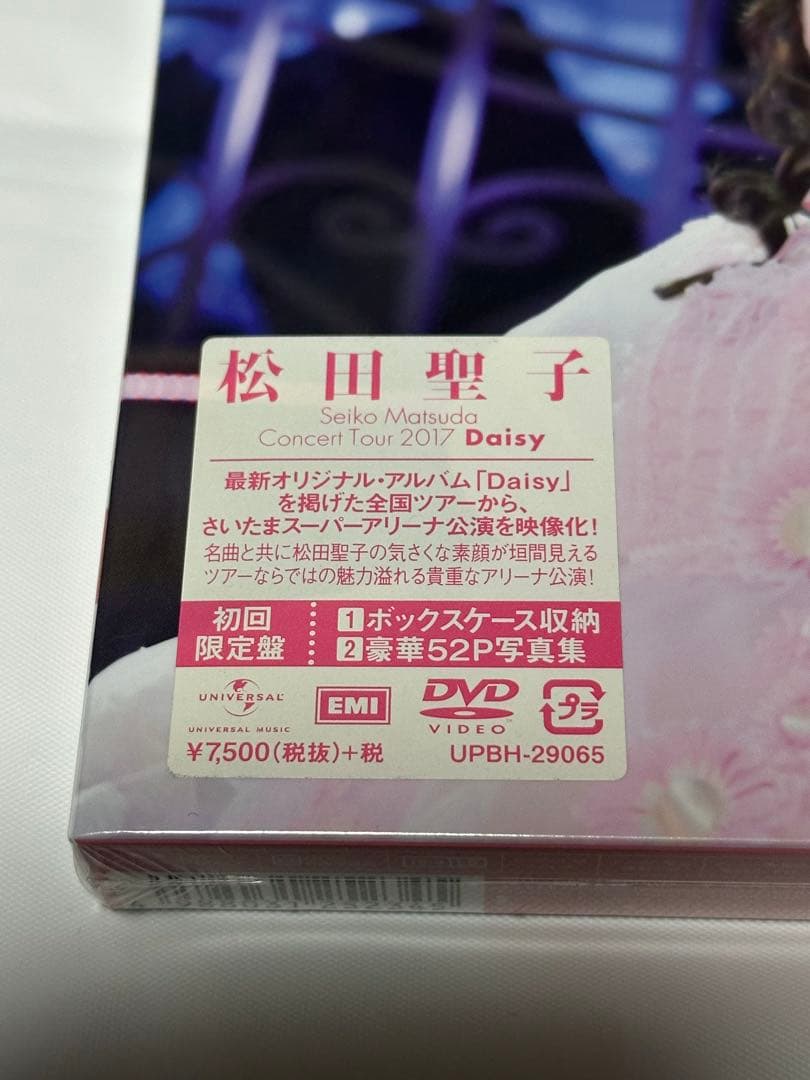 松田聖子
Seiko Matsuda
Concert Tour 2017 Daisy
最新オリジナル・アルバム「Daisy」
を掲げた全国ツアーから、
さいたまスーパーアリーナ公演を映像化!
名曲と共に松田聖子の気さくな素顔が垣間見える
ツアーならではの魅力溢れる貴重なアリーナ公演!
初回
限定盤
1 ボックスケース収納
2 豪華52P写真集
UNIVERSAL
UNIVERSAL MUSIC
EMI
DVD
VIDEO™
プラ
¥7,500(税抜)+税
UPBH-29065